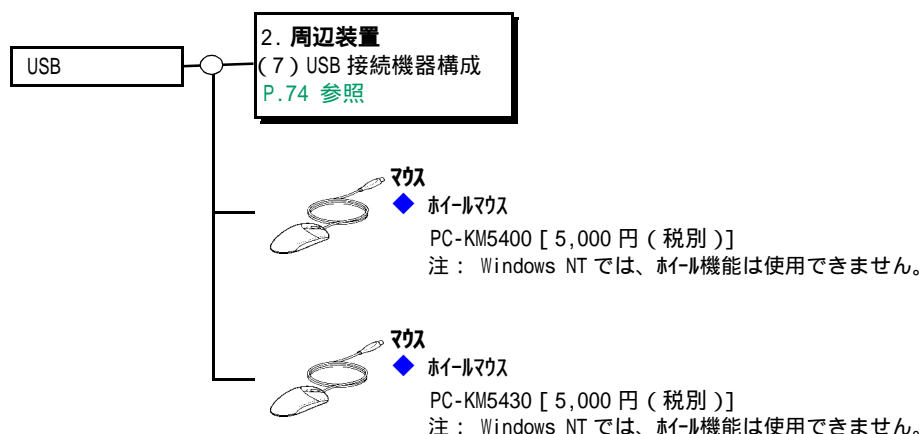 USB
2. 周辺装置
(7) USB 接続機器構成
P.74 参照
ﾏｳｽ
◆ ﾎｲｰﾙﾏｳｽ
PC-KM5400 [ 5,000 円 ( 税別 )]
注： Windows NT では、ﾎｲｰﾙ機能は使用できません。
ﾏｳｽ
◆ ﾎｲｰﾙﾏｳｽ
PC-KM5430 [ 5,000 円 ( 税別 )]
注： Windows NT では、ﾎｲｰﾙ機能は使用できません。